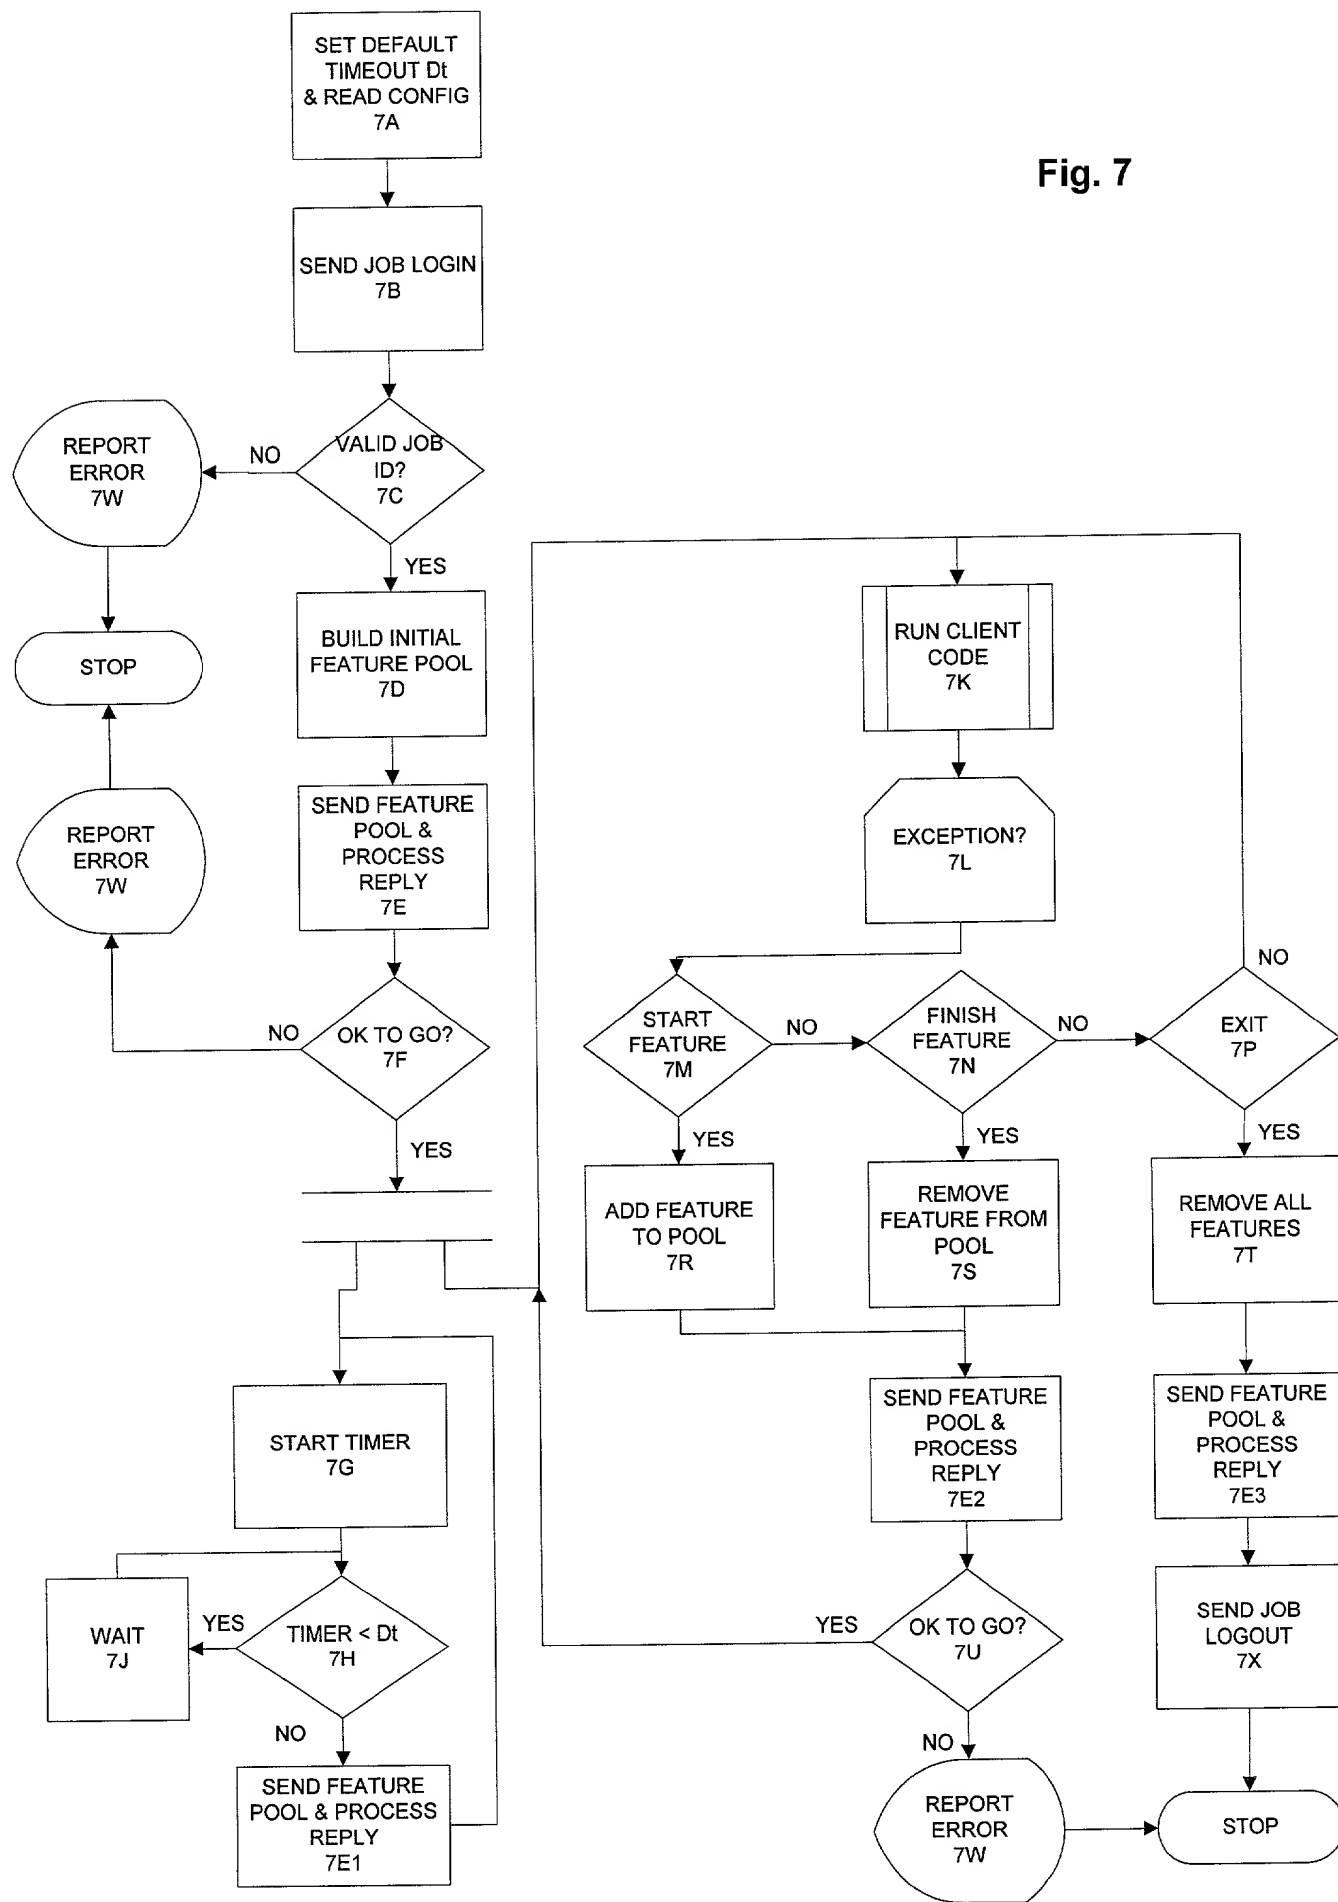 SET DEFAULT
TIMEOUT Dt
& READ CONFIG
7A
Fig. 7
SEND JOB LOGIN
7B
VALID JOB
ID?
7C
NO
REPORT
ERROR
7W
YES
STOP
BUILD INITIAL
FEATURE POOL
7D
RUN CLIENT
CODE
7K
SEND FEATURE
POOL &
PROCESS
REPLY
7E
REPORT
ERROR
7W
EXCEPTION?
7L
OK TO GO?
7F
NO
YES
START
FEATURE
7M
NO
FINISH
FEATURE
7N
NO
EXIT
7P
NO
YES
YES
YES
ADD FEATURE
TO POOL
7R
REMOVE
FEATURE FROM
POOL
7S
REMOVE ALL
FEATURES
7T
START TIMER
7G
SEND FEATURE
POOL &
PROCESS
REPLY
7E2
SEND FEATURE
POOL &
PROCESS
REPLY
7E3
WAIT
7J
YES
TIMER < Dt
7H
YES
OK TO GO?
7U
SEND JOB
LOGOUT
7X
NO
NO
SEND FEATURE
POOL & PROCESS
REPLY
7E1
REPORT
ERROR
7W
STOP